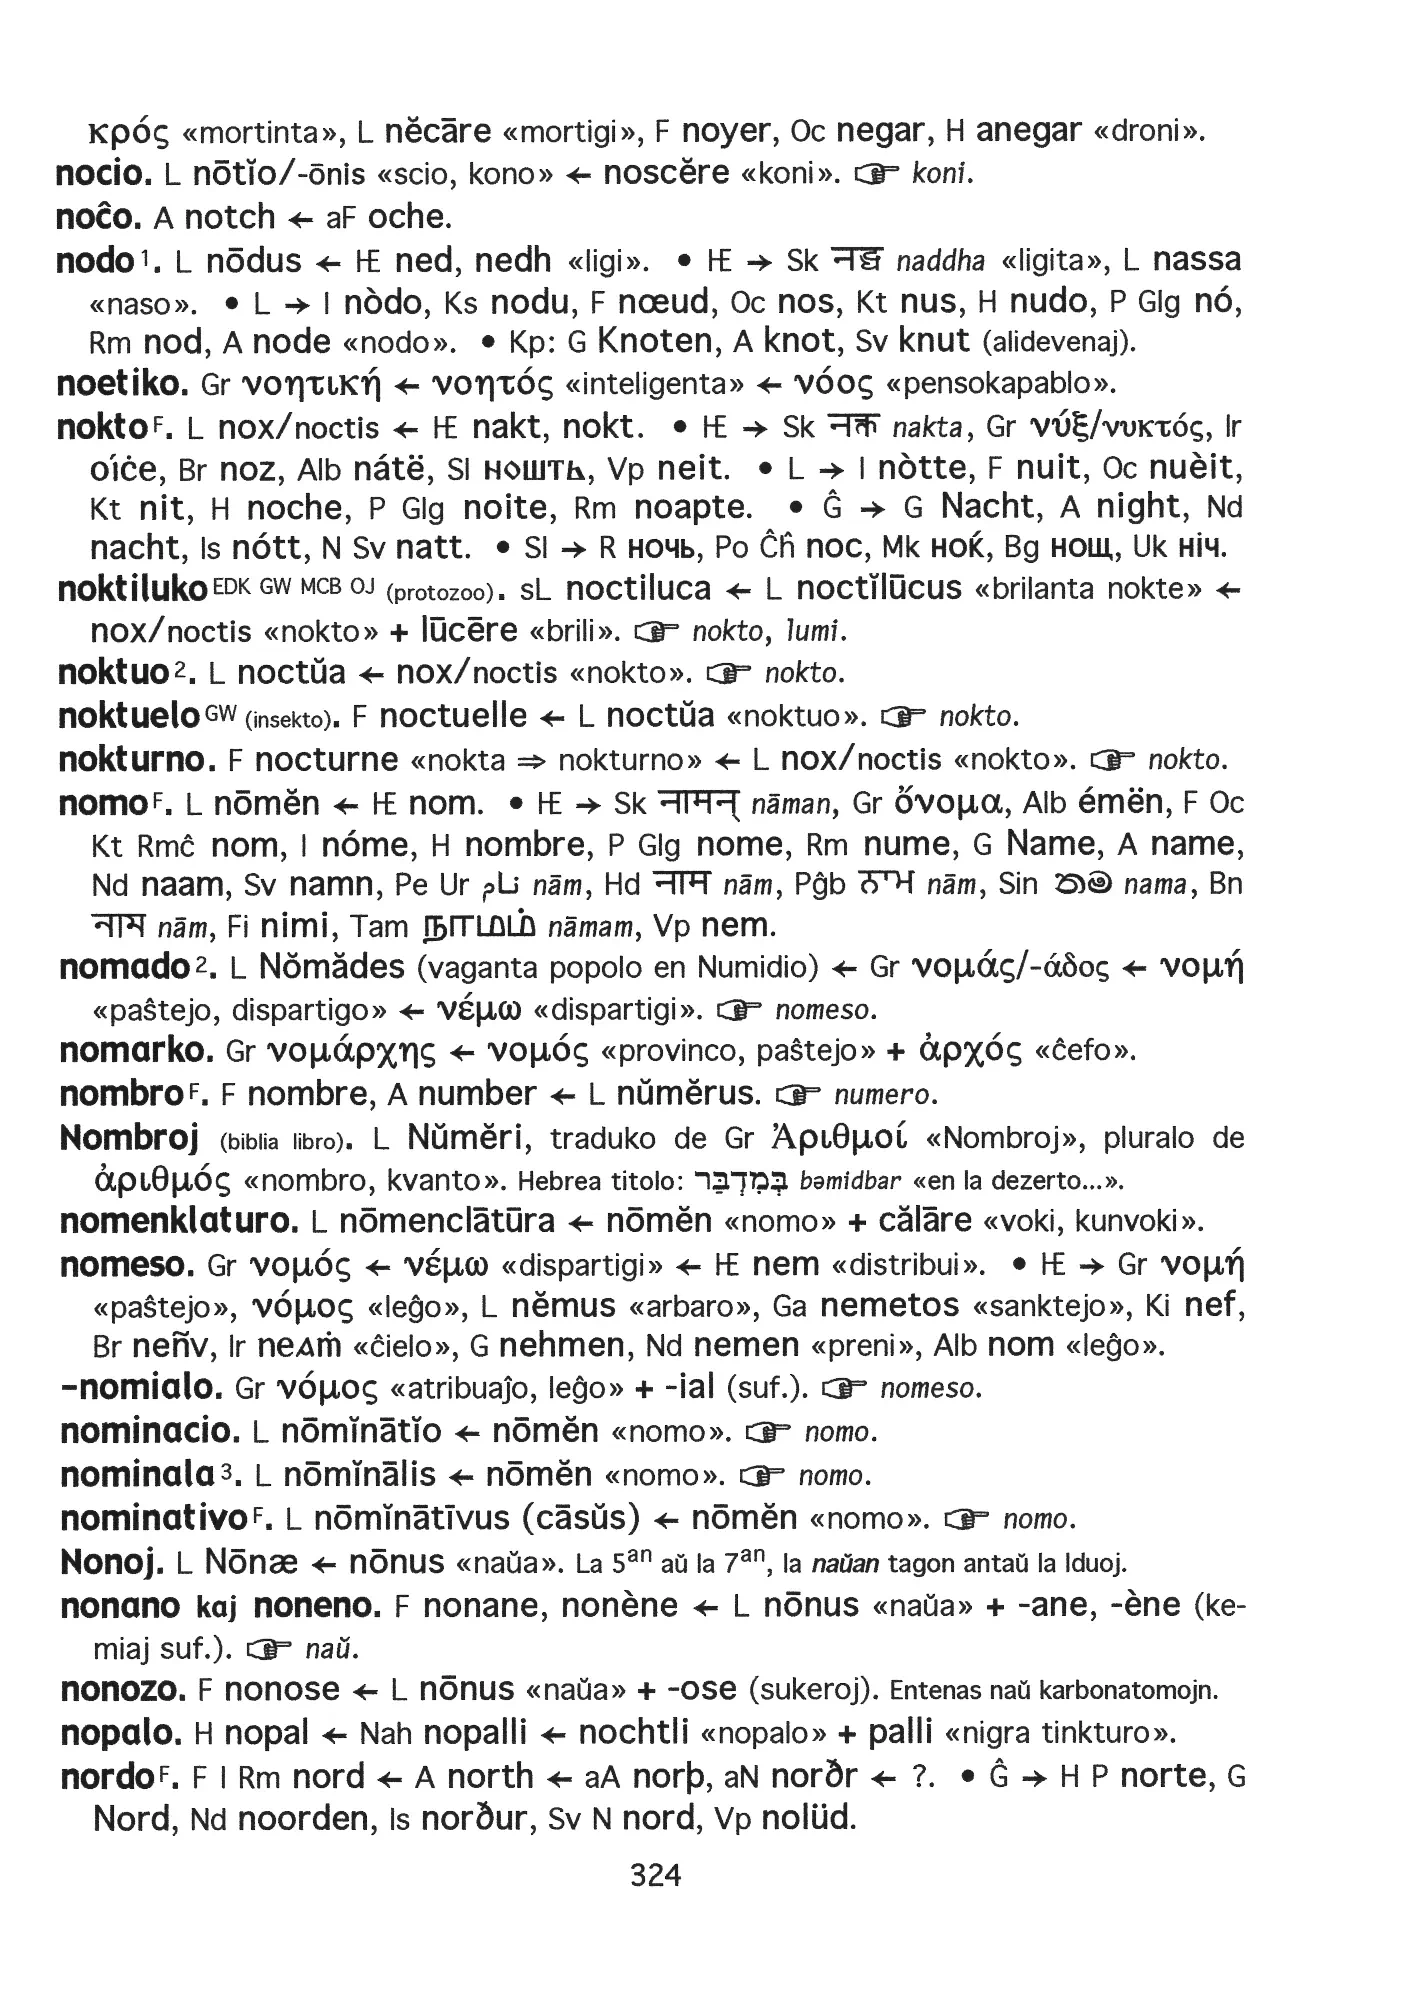 κρός «mortinta», L nĕcāre «mortigi», F noyer, Oc negar, H anegar «droni».
nocio. L nōtĭo/-ōnis «scio, kono» ← noscĕre «koni». ☞ koni.
noĉo. A notch ← aF oche.
nodo¹. L nōdus ← IE ned, nedh «ligi». • IE → Sk नद्ध naddha «ligita», L nassa
«naso». • L → I nòdo, Ks nodu, F nœud, Oc nos, Kt nus, H nudo, P Glg nó,
Rm nod, A node «nodo». • Kp: G Knoten, A knot, Sv knut (alidevenaj).
noetiko. Gr νοητική ← νοητός «inteligenta» ← νόος «pensokapablo».
nokto F. L nox/noctis ← IE nakt, nokt. • IE → Sk नक्त nakta, Gr νύξ/νυκτός, Ir
oíċe, Br noz, Alb nátë, Sl нощть, Vp neit. • L → I nòtte, F nuit, Oc nuèit,
Kt nit, H noche, P Glg noite, Rm noapte. • Ĝ → G Nacht, A night, Nd
nacht, Is nótt, N Sv natt. • Sl → R ночь, Po Ĉĥ noc, Mk ноќ, Bg нощ, Uk ніч.
noktiluko EDK GW MCB OJ (protozoo). sL noctiluca ← L noctĭlūcus «brilanta nokte» ←
nox/noctis «nokto» + lūcēre «brili». ☞ nokto, lumi.
noktuo². L noctŭa ← nox/noctis «nokto». ☞ nokto.
noktuelo GW (insekto). F noctuelle ← L noctŭa «noktuo». ☞ nokto.
nokturno. F nocturne «nokta ⇒ nokturno» ← L nox/noctis «nokto». ☞ nokto.
nomo F. L nōmĕn ← IE nom. • IE → Sk नामन् nāman, Gr ὄνομα, Alb émën, F Oc
Kt Rmĉ nom, I nóme, H nombre, P Glg nome, Rm nume, G Name, A name,
Nd naam, Sv namn, Pe Ur نام nām, Hd नाम nām, Pĝb ਨਾਮ nām, Sin නම nama, Bn
নাম nām, Fi nimi, Tam நாமம் nāmam, Vp nem.
nomado². L Nŏmădes (vaganta popolo en Numidio) ← Gr νομάς/-άδος ← νομή
«paŝtejo, dispartigo» ← νέμω «dispartigi». ☞ nomeso.
nomarko. Gr νομάρχης ← νομός «provinco, paŝtejo» + ἀρχός «ĉefo».
nombro F. F nombre, A number ← L nŭmĕrus. ☞ numero.
Nombroj (biblia libro). L Nŭmĕri, traduko de Gr Ἀριθμοί «Nombroj», pluralo de
ἀριθμός «nombro, kvanto». Hebrea titolo: בְּמִדְבַּר bəmidbar «en la dezerto...».
nomenklaturo. L nōmenclātūra ← nōmĕn «nomo» + călāre «voki, kunvoki».
nomeso. Gr νομός ← νέμω «dispartigi» ← IE nem «distribui». • IE → Gr νομή
«paŝtejo», νόμος «leĝo», L nĕmus «arbaro», Ga nemetos «sanktejo», Ki nef,
Br neñv, Ir neaṁ «ĉielo», G nehmen, Nd nemen «preni», Alb nom «leĝo».
-nomialo. Gr νόμος «atribuaĵo, leĝo» + -ial (suf.). ☞ nomeso.
nominacio. L nōmĭnātĭo ← nōmĕn «nomo». ☞ nomo.
nominala³. L nōmĭnālis ← nōmĕn «nomo». ☞ nomo.
nominativo F. L nōmĭnātīvus (cāsŭs) ← nōmĕn «nomo». ☞ nomo.
Nonoj. L Nōnæ ← nōnus «naŭa». La 5an aŭ la 7an, la naŭan tagon antaŭ la Iduoj.
nonano kaj noneno. F nonane, nonène ← L nōnus «naŭa» + -ane, -ène (ke-
miaj suf.). ☞ naŭ.
nonozo. F nonose ← L nōnus «naŭa» + -ose (sukeroj). Entenas naŭ karbonatomojn.
nopalo. H nopal ← Nah nopalli ← nochtli «nopalo» + palli «nigra tinkturo».
nordo F. F I Rm nord ← A north ← aA norþ, aN norðr ← ?. • Ĝ → H P norte, G
Nord, Nd noorden, Is norður, Sv N nord, Vp nolüd.
324